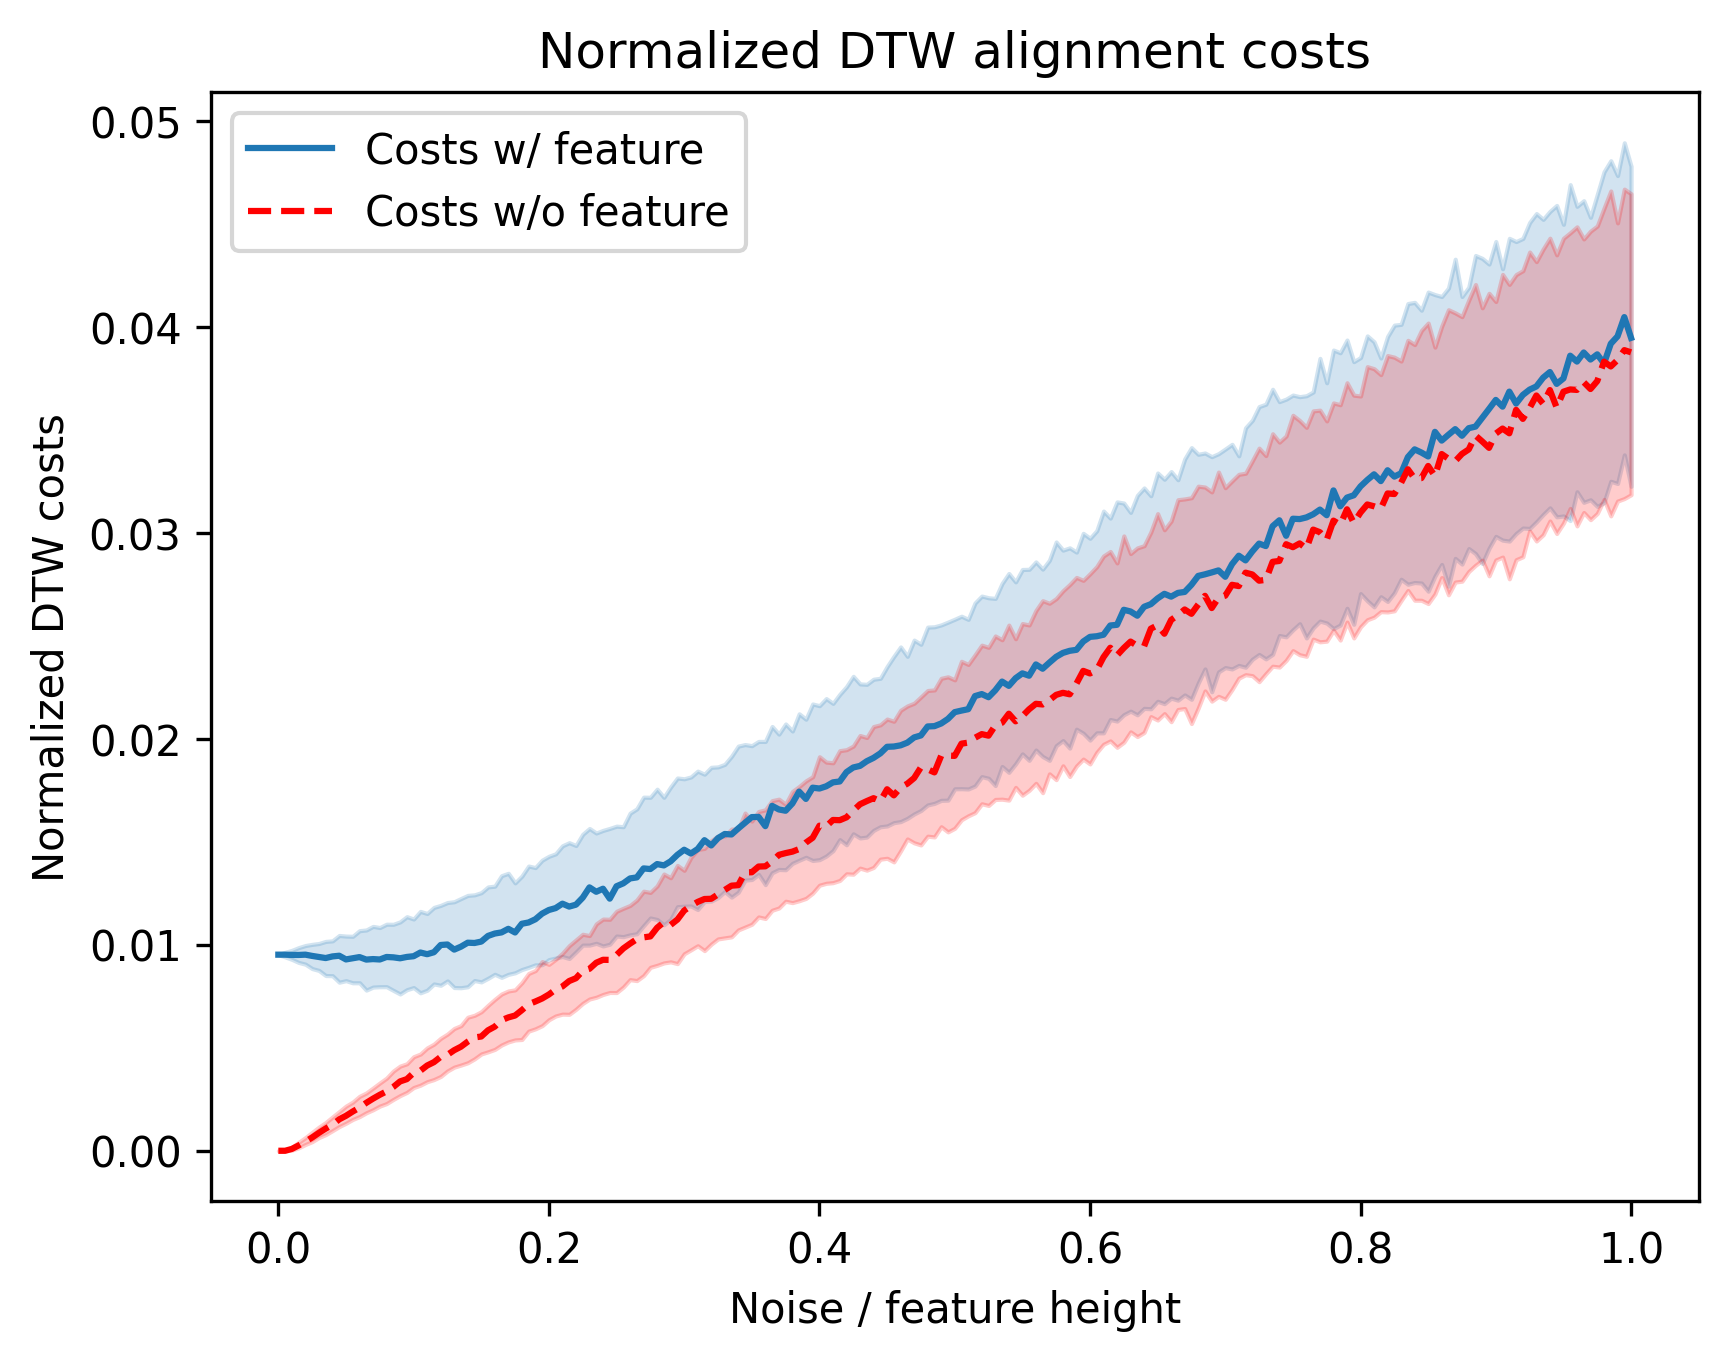 Normalized DTW alignment costs
Costs w/ feature
Costs w/o feature
Normalized DTW costs
0.05
0.04
0.03
0.02
0.01
0.00
0.0 0.2 0.4 0.6 0.8 1.0
Noise / feature height